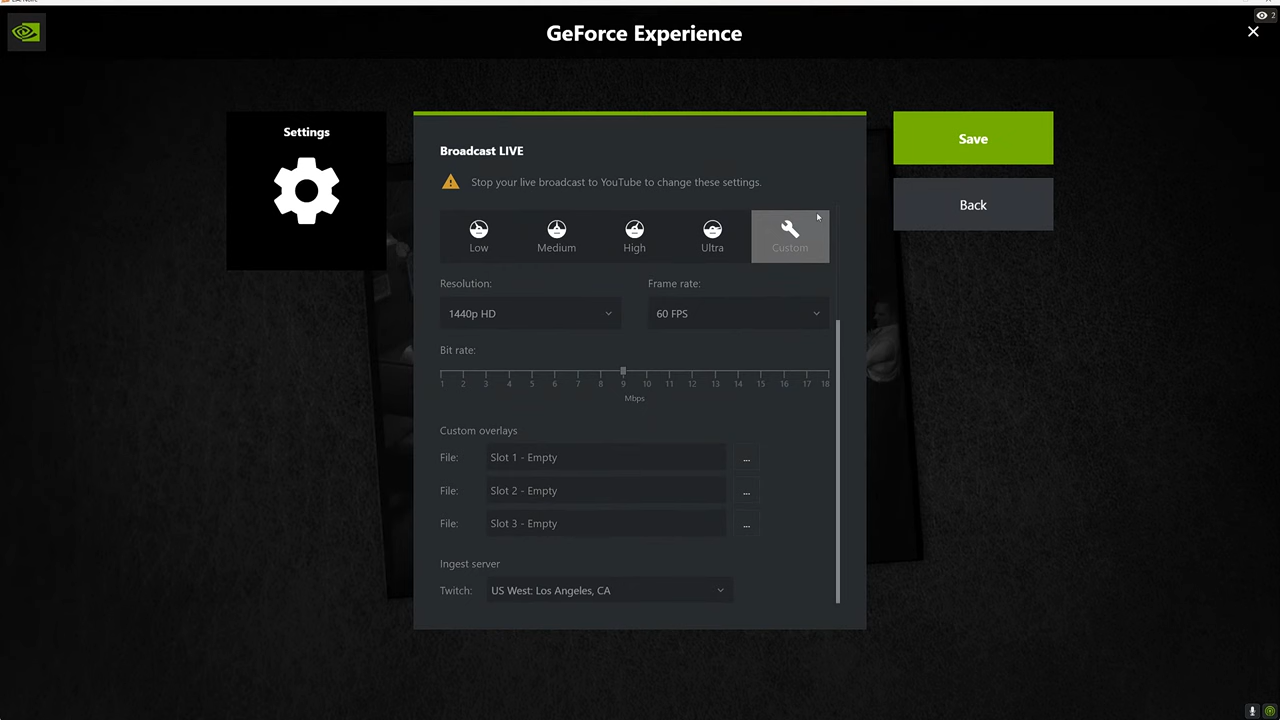 2
GeForce Experience
Settings
Broadcast LIVE
Stop your live broadcast to YouTube to change these settings.
Low Medium High Ultra Custom
Resolution: Frame rate:
1440p HD 60 FPS
Bit rate:
1 2 3 4 5 6 7 8 9 10 11 12 13 14 15 16 17 18
Mbps
Custom overlays
File: Slot 1 - Empty ...
File: Slot 2 - Empty ...
File: Slot 3 - Empty ...
Ingest server
Twitch: US West: Los Angeles, CA
Save
Back